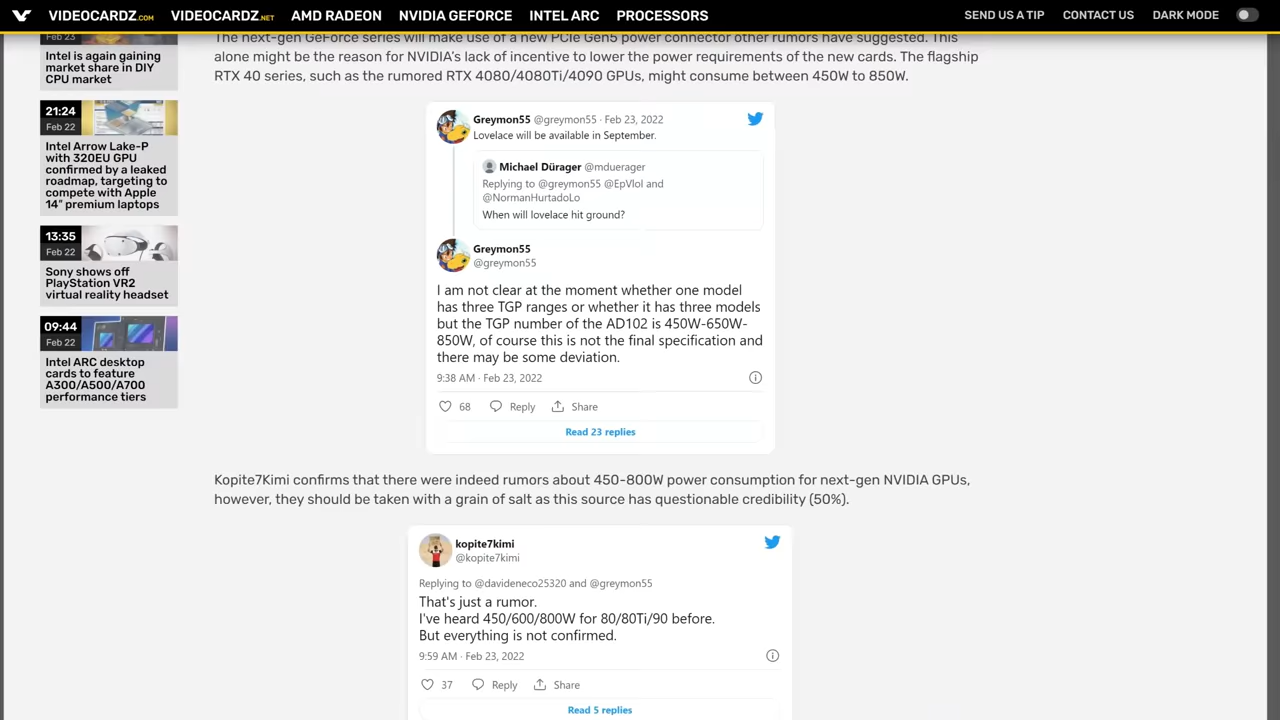 VIDEOCARDZ.COM VIDEOCARDZ.NET AMD RADEON NVIDIA GEFORCE INTEL ARC PROCESSORS SEND US A TIP CONTACT US DARK MODE
Feb 23
Intel is again gaining
market share in DIY
CPU market
21:24
Feb 22
Intel Arrow Lake-P
with 320EU GPU
confirmed by a leaked
roadmap, targeting to
compete with Apple
14″ premium laptops
13:35
Feb 22
Sony shows off
PlayStation VR2
virtual reality headset
09:44
Feb 22
Intel ARC desktop
cards to feature
A300/A500/A700
performance tiers
The next-gen GeForce series will make use of a new PCIe Gen5 power connector other rumors have suggested. This
alone might be the reason for NVIDIA's lack of incentive to lower the power requirements of the new cards. The flagship
RTX 40 series, such as the rumored RTX 4080/4080Ti/4090 GPUs, might consume between 450W to 850W.
Greymon55 @greymon55 · Feb 23, 2022
Lovelace will be available in September.
Michael Dürager @mduerager
Replying to @greymon55 @EpVlol and
@NormanHurtadoLo
When will lovelace hit ground?
Greymon55
@greymon55
I am not clear at the moment whether one model
has three TGP ranges or whether it has three models
but the TGP number of the AD102 is 450W-650W-
850W, of course this is not the final specification and
there may be some deviation.
9:38 AM · Feb 23, 2022
68 Reply Share
Read 23 replies
Kopite7Kimi confirms that there were indeed rumors about 450-800W power consumption for next-gen NVIDIA GPUs,
however, they should be taken with a grain of salt as this source has questionable credibility (50%).
kopite7kimi
@kopite7kimi
Replying to @davideneco25320 and @greymon55
That's just a rumor.
I've heard 450/600/800W for 80/80Ti/90 before.
But everything is not confirmed.
9:59 AM · Feb 23, 2022
37 Reply Share
Read 5 replies